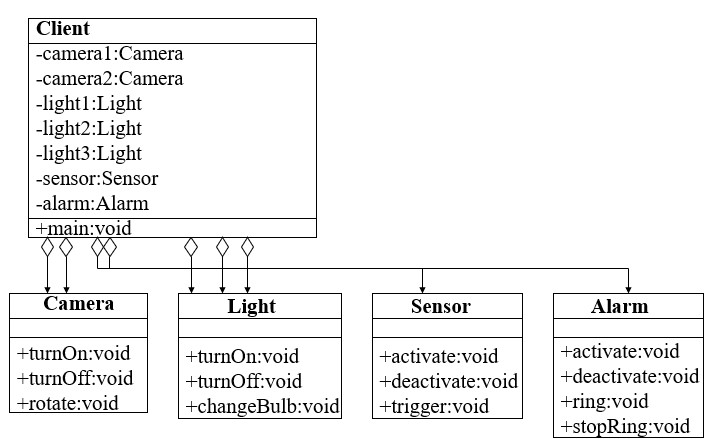 Client
-camera1:Camera
-camera2:Camera
-light1:Light
-light2:Light
-light3:Light
-sensor:Sensor
-alarm:Alarm
+main:void
Camera
+turnOn:void
+turnOff:void
+rotate:void
Light
+turnOn:void
+turnOff:void
+changeBulb:void
Sensor
+activate:void
+deactivate:void
+trigger:void
Alarm
+activate:void
+deactivate:void
+ring:void
+stopRing:void